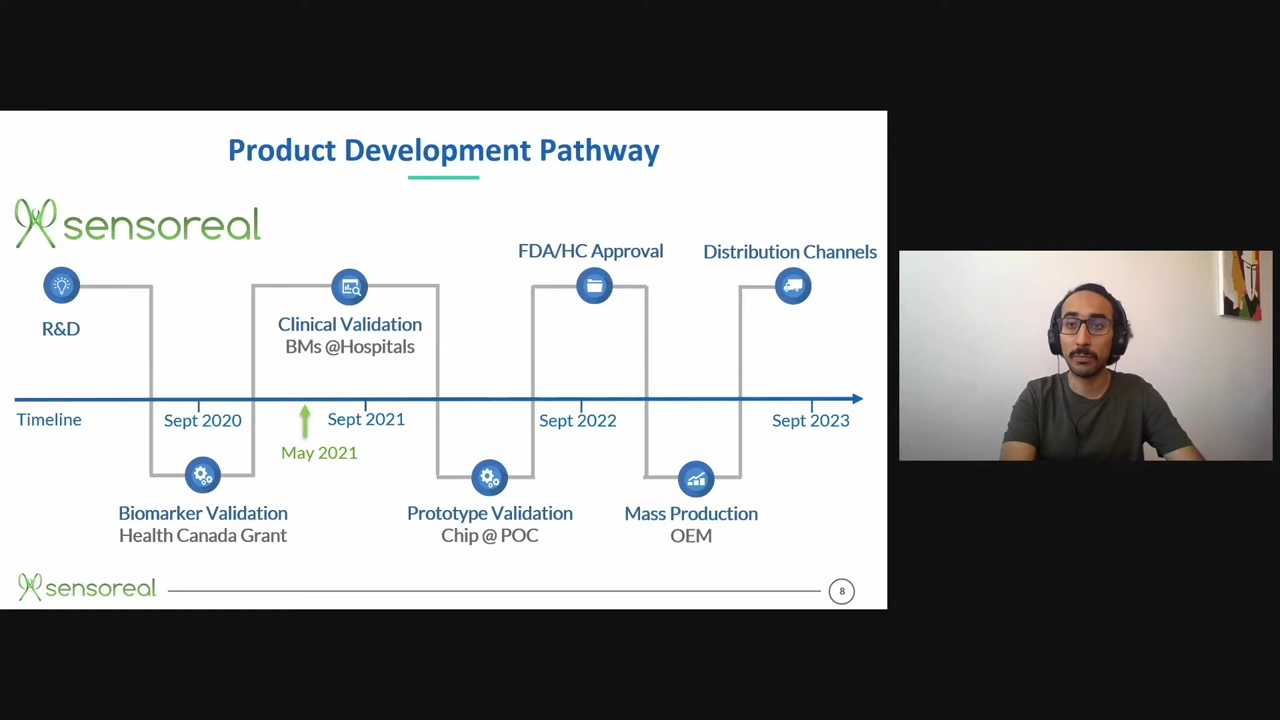 Product Development Pathway
sensoreal
FDA/HC Approval
Distribution Channels
R&D
Clinical Validation
BMs @Hospitals
Timeline
Sept 2020
Sept 2021
Sept 2022
Sept 2023
May 2021
Biomarker Validation
Health Canada Grant
Prototype Validation
Chip @ POC
Mass Production
OEM
sensoreal
8